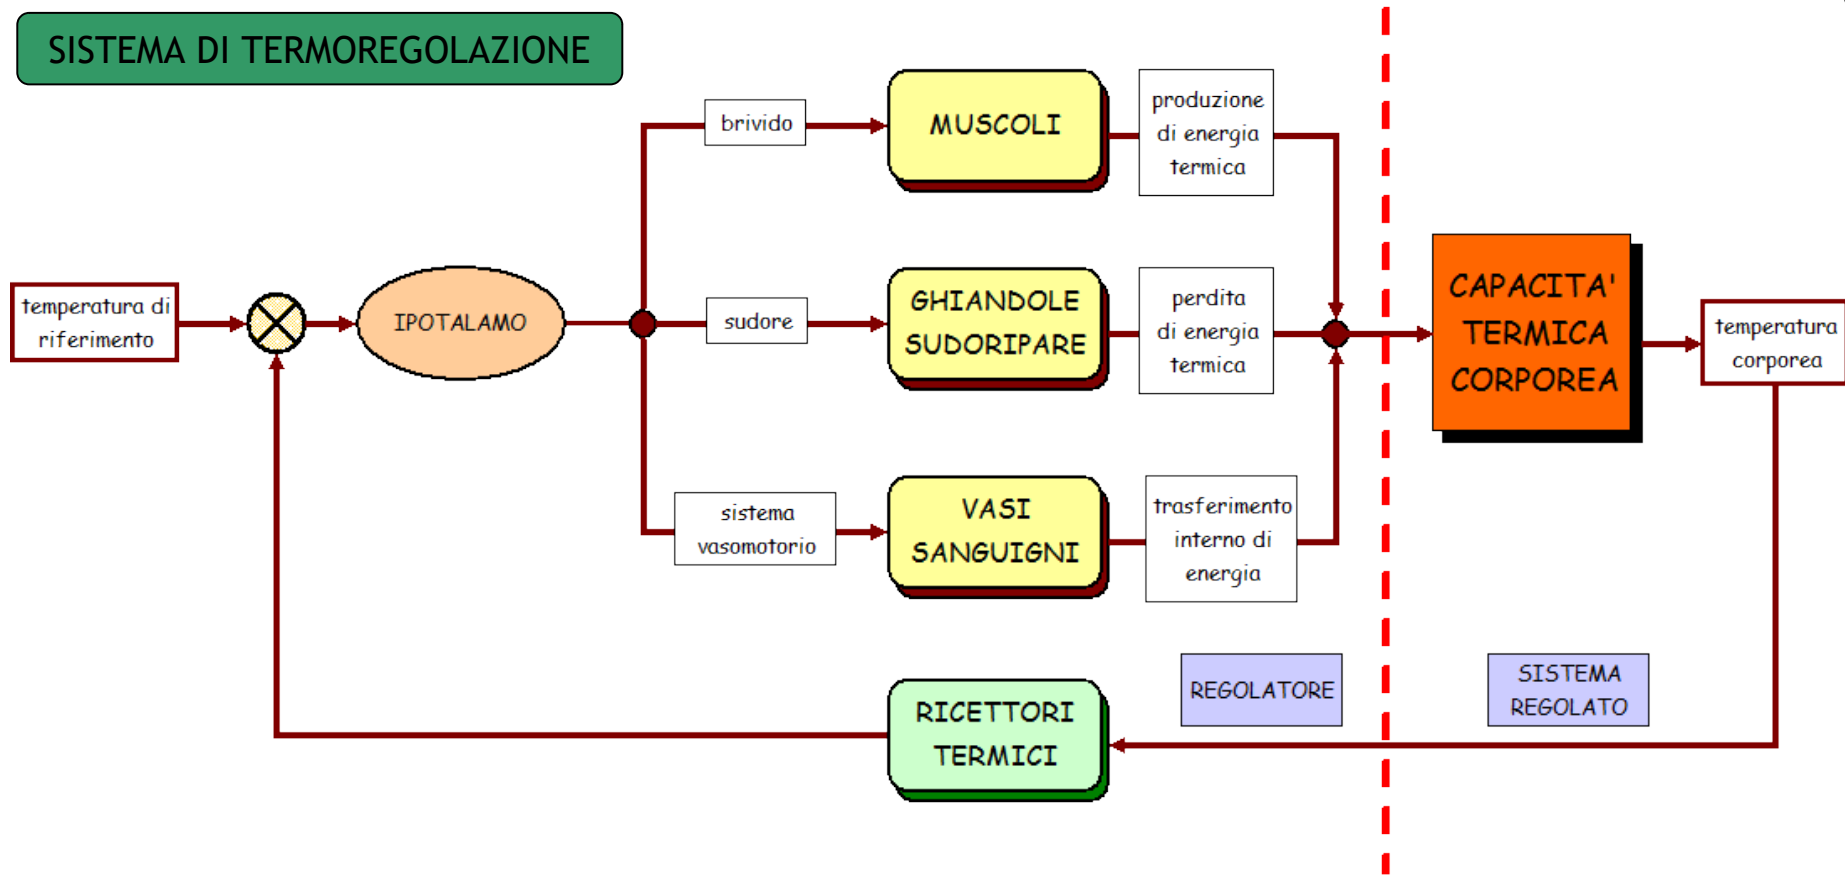 SISTEMA DI TERMOREGOLAZIONE
brivido
MUSCOLI
produzione
di energia
termica
temperatura di
riferimento
IPOTALAMO
sudore
GHIANDOLE
SUDORIPARE
perdita
di energia
termica
CAPACITA'
TERMICA
CORPOREA
temperatura
corporea
sistema
vasomotorio
VASI
SANGUIGNI
trasferimento
interno di
energia
RICETTORI
TERMICI
REGOLATORE
SISTEMA
REGOLATO